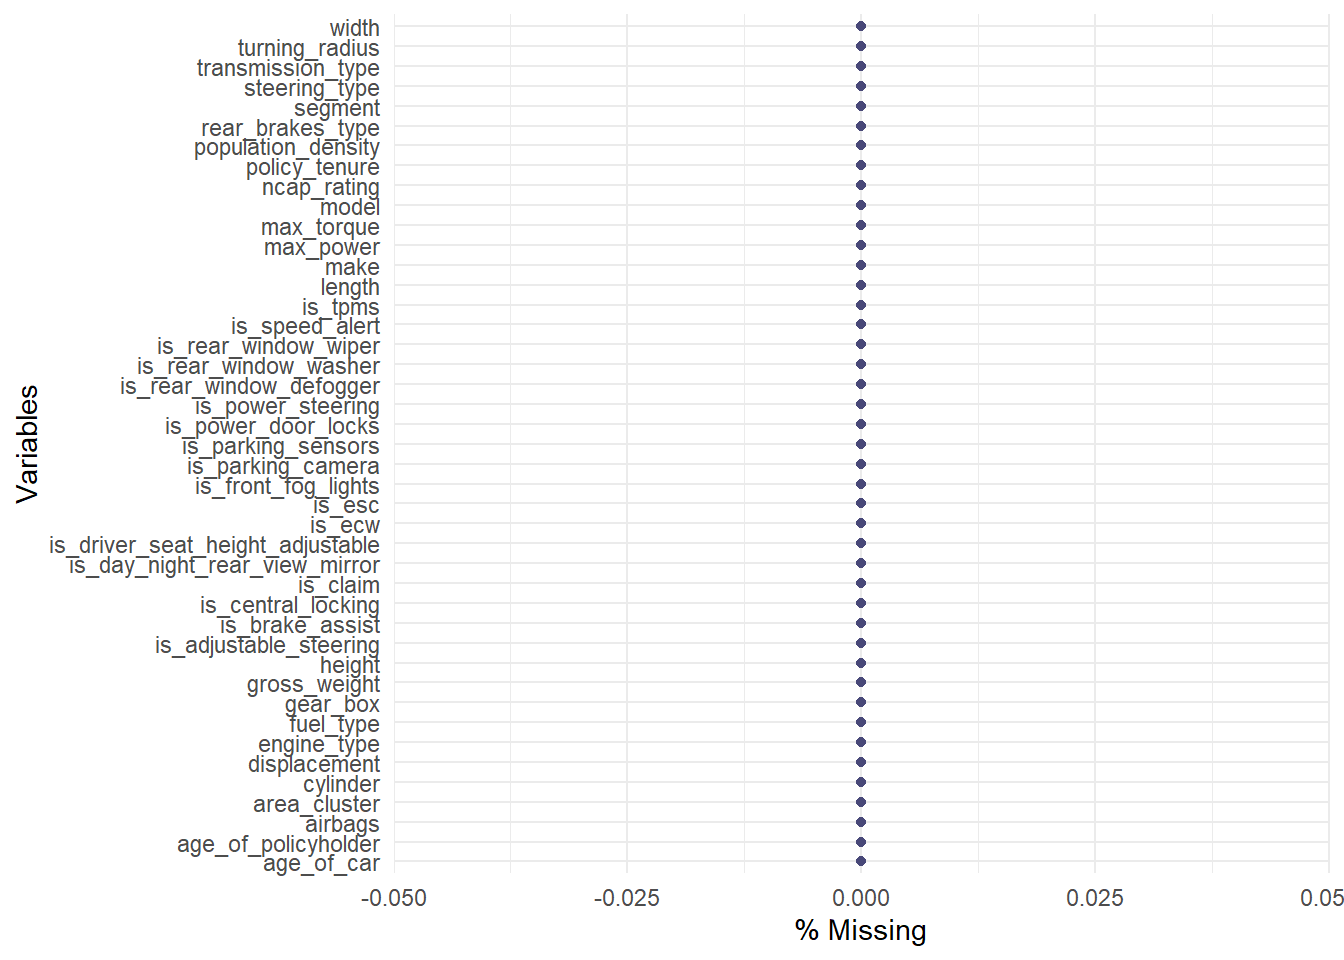 width
turning_radius
transmission_type
steering_type
segment
rear_brakes_type
population_density
policy_tenure
ncap_rating
model
max_torque
max_power
make
length
is_tpms
is_speed_alert
is_rear_window_wiper
is_rear_window_washer
is_rear_window_defogger
is_power_steering
is_power_door_locks
is_parking_sensors
is_parking_camera
is_front_fog_lights
is_esc
is_ecw
is_driver_seat_height_adjustable
is_day_night_rear_view_mirror
is_claim
is_central_locking
is_brake_assist
is_adjustable_steering
height
gross_weight
gear_box
fuel_type
engine_type
displacement
cylinder
area_cluster
airbags
age_of_policyholder
age_of_car
Variables
-0.050 -0.025 0.000 0.025 0.05
% Missing